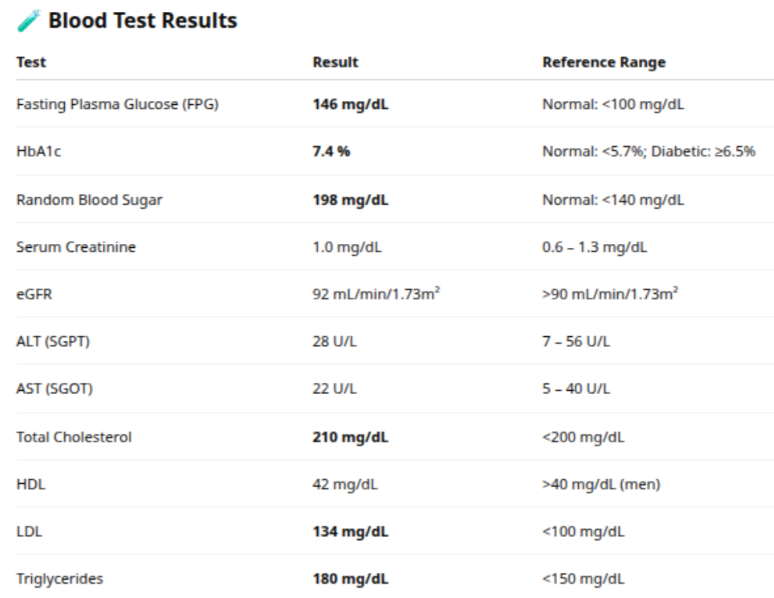 🧪 Blood Test Results
Test Result Reference Range
Fasting Plasma Glucose (FPG) 146 mg/dL Normal: <100 mg/dL
HbA1c 7.4 % Normal: <5.7%; Diabetic: ≥6.5%
Random Blood Sugar 198 mg/dL Normal: <140 mg/dL
Serum Creatinine 1.0 mg/dL 0.6 – 1.3 mg/dL
eGFR 92 mL/min/1.73m² >90 mL/min/1.73m²
ALT (SGPT) 28 U/L 7 – 56 U/L
AST (SGOT) 22 U/L 5 – 40 U/L
Total Cholesterol 210 mg/dL <200 mg/dL
HDL 42 mg/dL >40 mg/dL (men)
LDL 134 mg/dL <100 mg/dL
Triglycerides 180 mg/dL <150 mg/dL